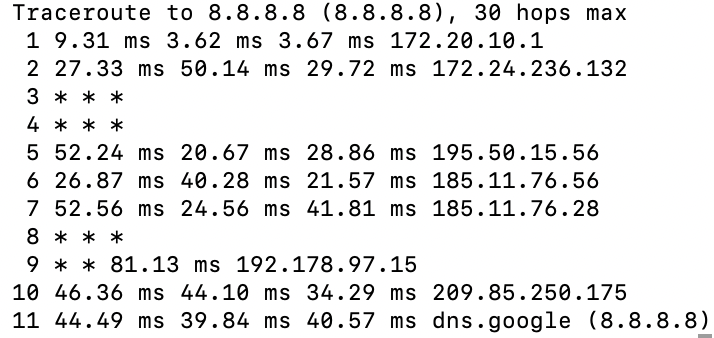 Traceroute to 8.8.8.8 (8.8.8.8), 30 hops max
1 9.31 ms 3.62 ms 3.67 ms 172.20.10.1
2 27.33 ms 50.14 ms 29.72 ms 172.24.236.132
3 * * *
4 * * *
5 52.24 ms 20.67 ms 28.86 ms 195.50.15.56
6 26.87 ms 40.28 ms 21.57 ms 185.11.76.56
7 52.56 ms 24.56 ms 41.81 ms 185.11.76.28
8 * * *
9 * * 81.13 ms 192.178.97.15
10 46.36 ms 44.10 ms 34.29 ms 209.85.250.175
11 44.49 ms 39.84 ms 40.57 ms dns.google (8.8.8.8)